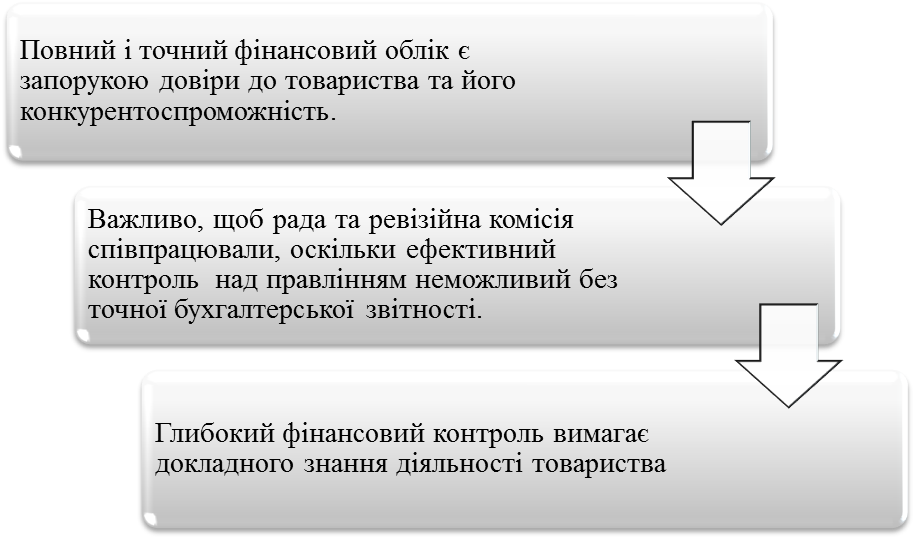 Повний і точний фінансовий облік є
запорукою довіри до товариства та його
конкурентоспроможність.
Важливо, щоб рада та ревізійна комісія
співпрацювали, оскільки ефективний
контроль  над правлінням неможливий без
точної бухгалтерської звітності.
Глибокий фінансовий контроль вимагає
докладного знання діяльності товариства